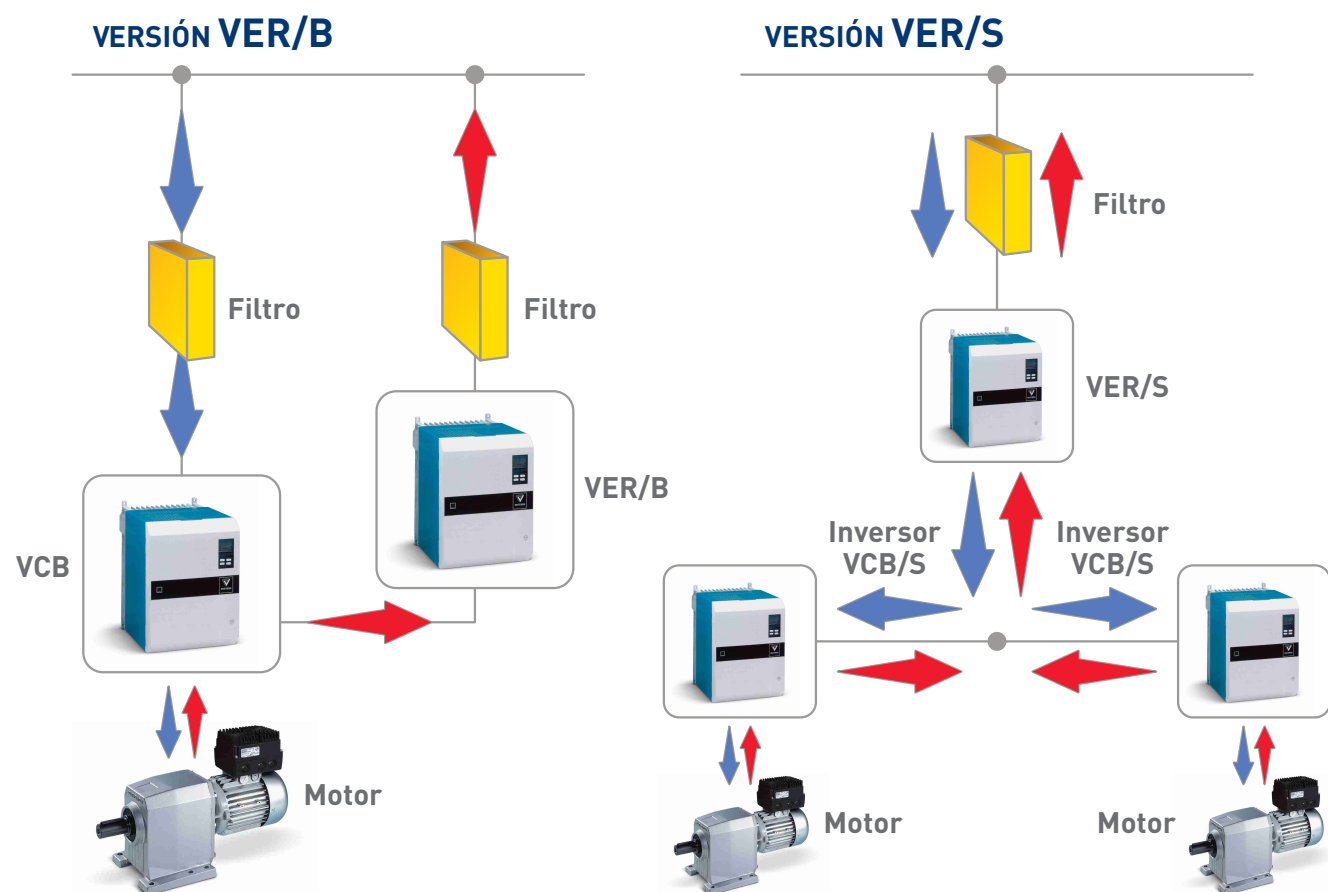 VERSIÓN VER/B
VERSIÓN VER/S
Filtro
Filtro
Filtro
VER/S
VER/B
VCB
Inversor
VCB/S
Inversor
VCB/S
Motor
Motor
Motor